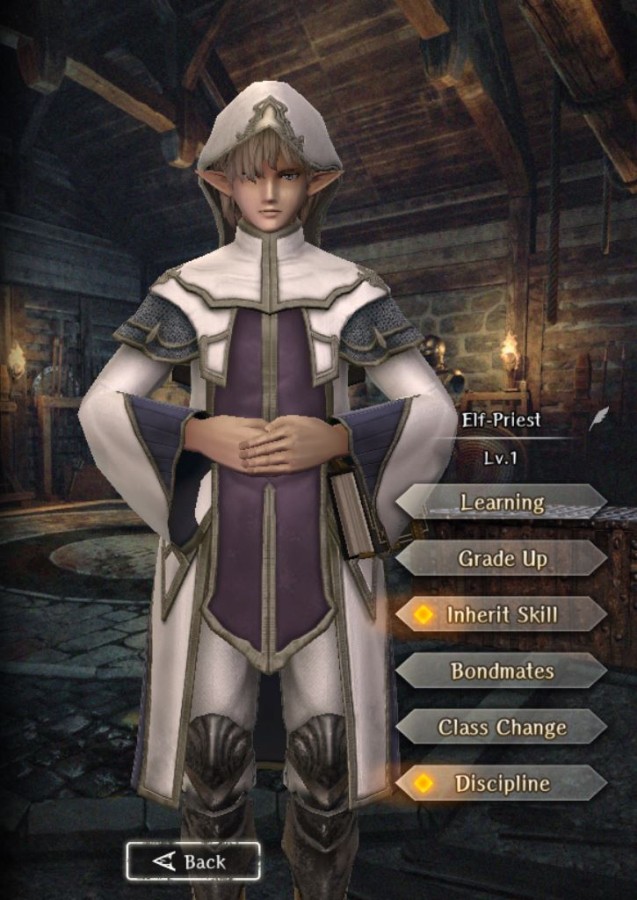 Elf-Priest
Lv.1
Learning
Grade Up
Inherit Skill
Bondmates
Class Change
Discipline
Back